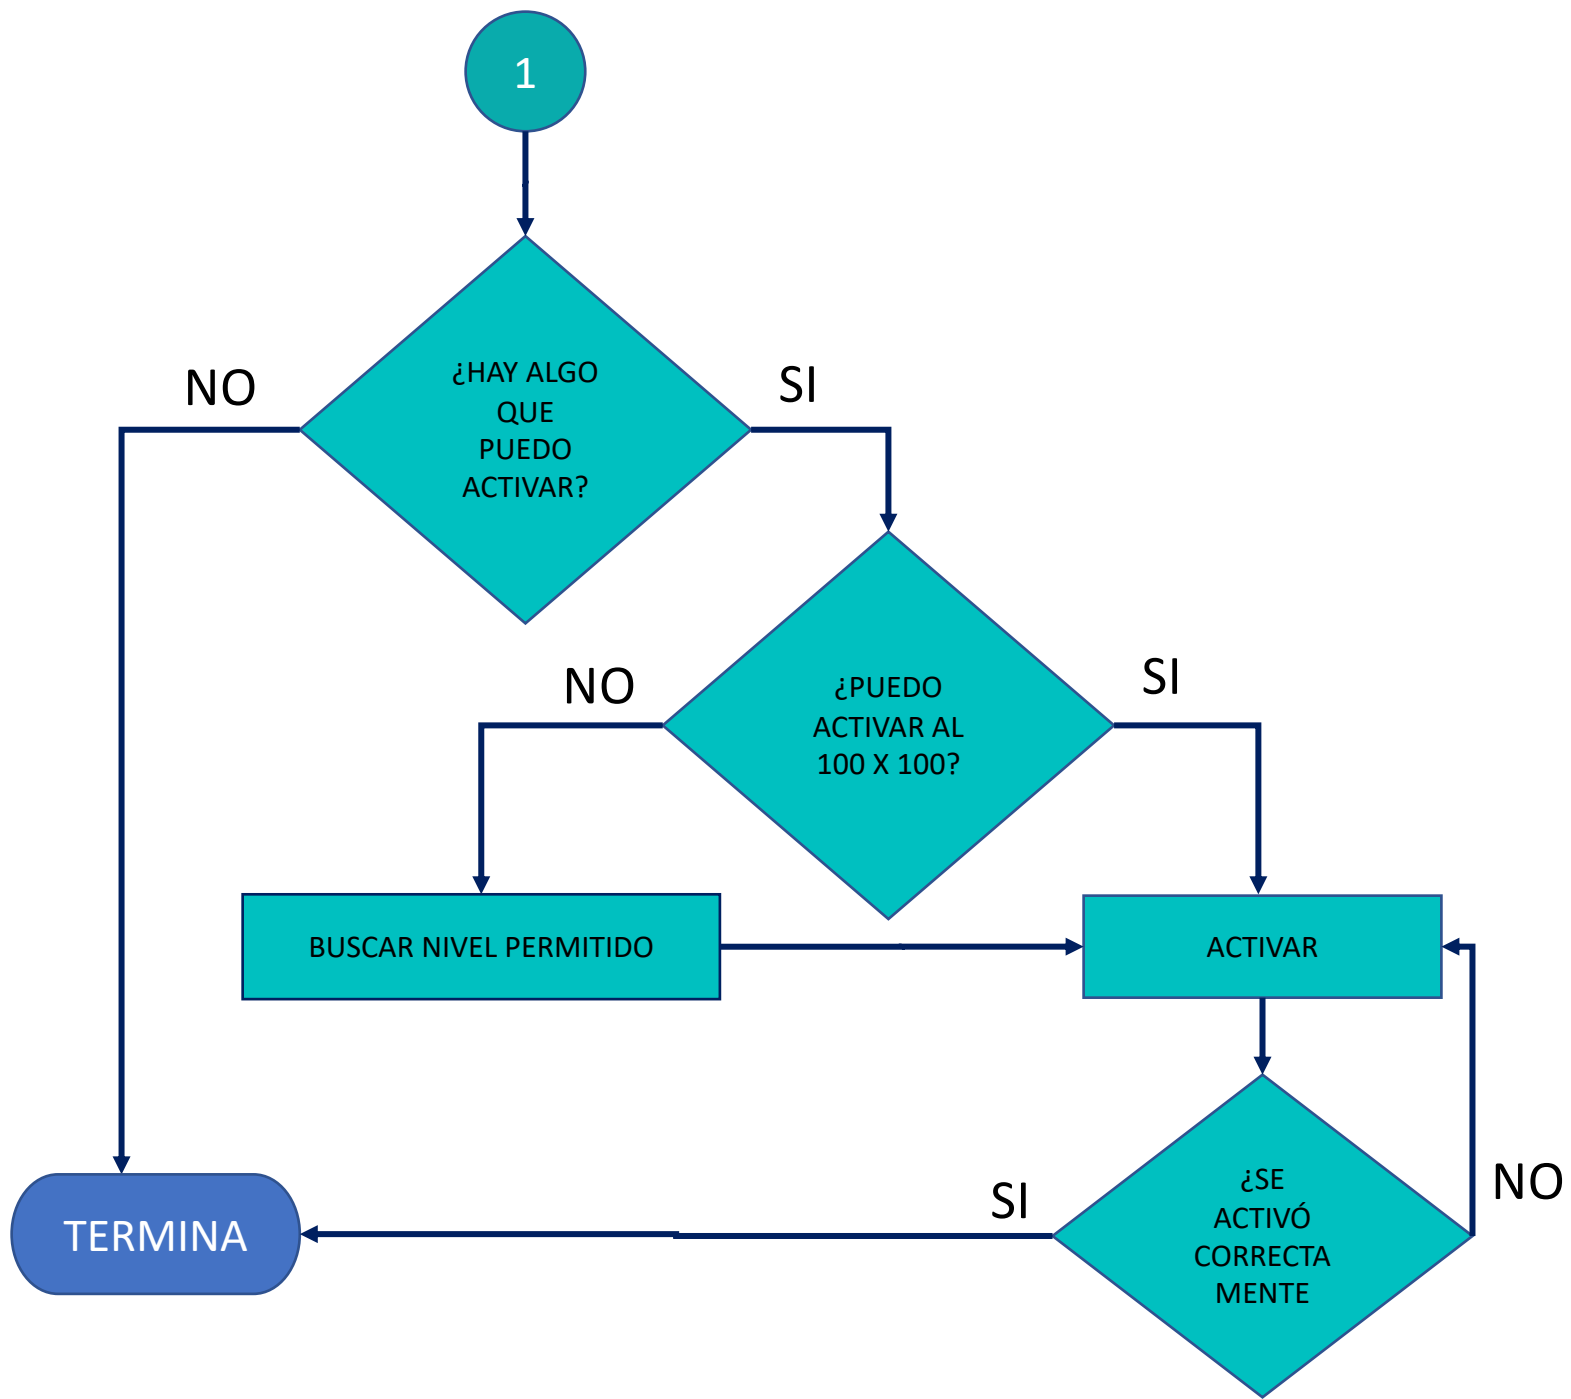 1
¿HAY ALGO
QUE
PUEDO
ACTIVAR?
NO
SI
¿PUEDO
ACTIVAR AL
100 X 100?
NO
SI
BUSCAR NIVEL PERMITIDO
ACTIVAR
¿SE
ACTIVÓ
CORRECTA
MENTE
SI
NO
TERMINA